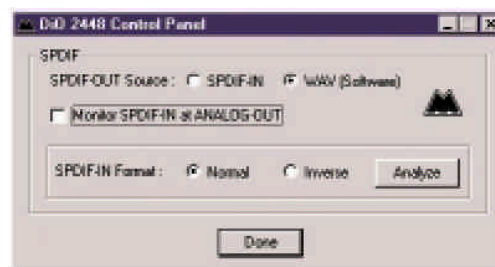 DiO 2448 Control Panel
SPDIF
SPDIF-OUT Source : SPDIF-IN WAV (Software)
Monitor SPDIF-IN at ANALOG-OUT
SPDIF-IN Format : Normal Inverse Analyze
Done